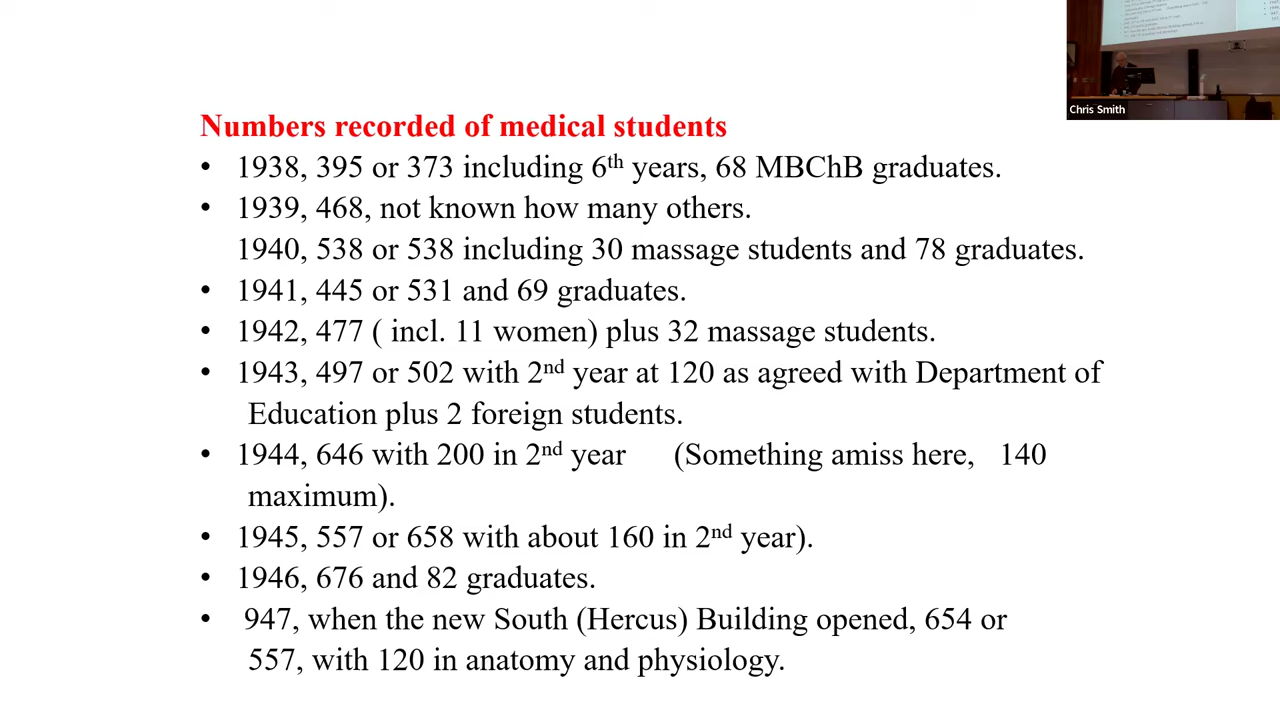 Chris Smith
Numbers recorded of medical students
• 1938, 395 or 373 including 6th years, 68 MBChB graduates.
• 1939, 468, not known how many others.
1940, 538 or 538 including 30 massage students and 78 graduates.
• 1941, 445 or 531 and 69 graduates.
• 1942, 477 ( incl. 11 women) plus 32 massage students.
• 1943, 497 or 502 with 2nd year at 120 as agreed with Department of
Education plus 2 foreign students.
• 1944, 646 with 200 in 2nd year (Something amiss here, 140
maximum).
• 1945, 557 or 658 with about 160 in 2nd year).
• 1946, 676 and 82 graduates.
• 947, when the new South (Hercus) Building opened, 654 or
557, with 120 in anatomy and physiology.